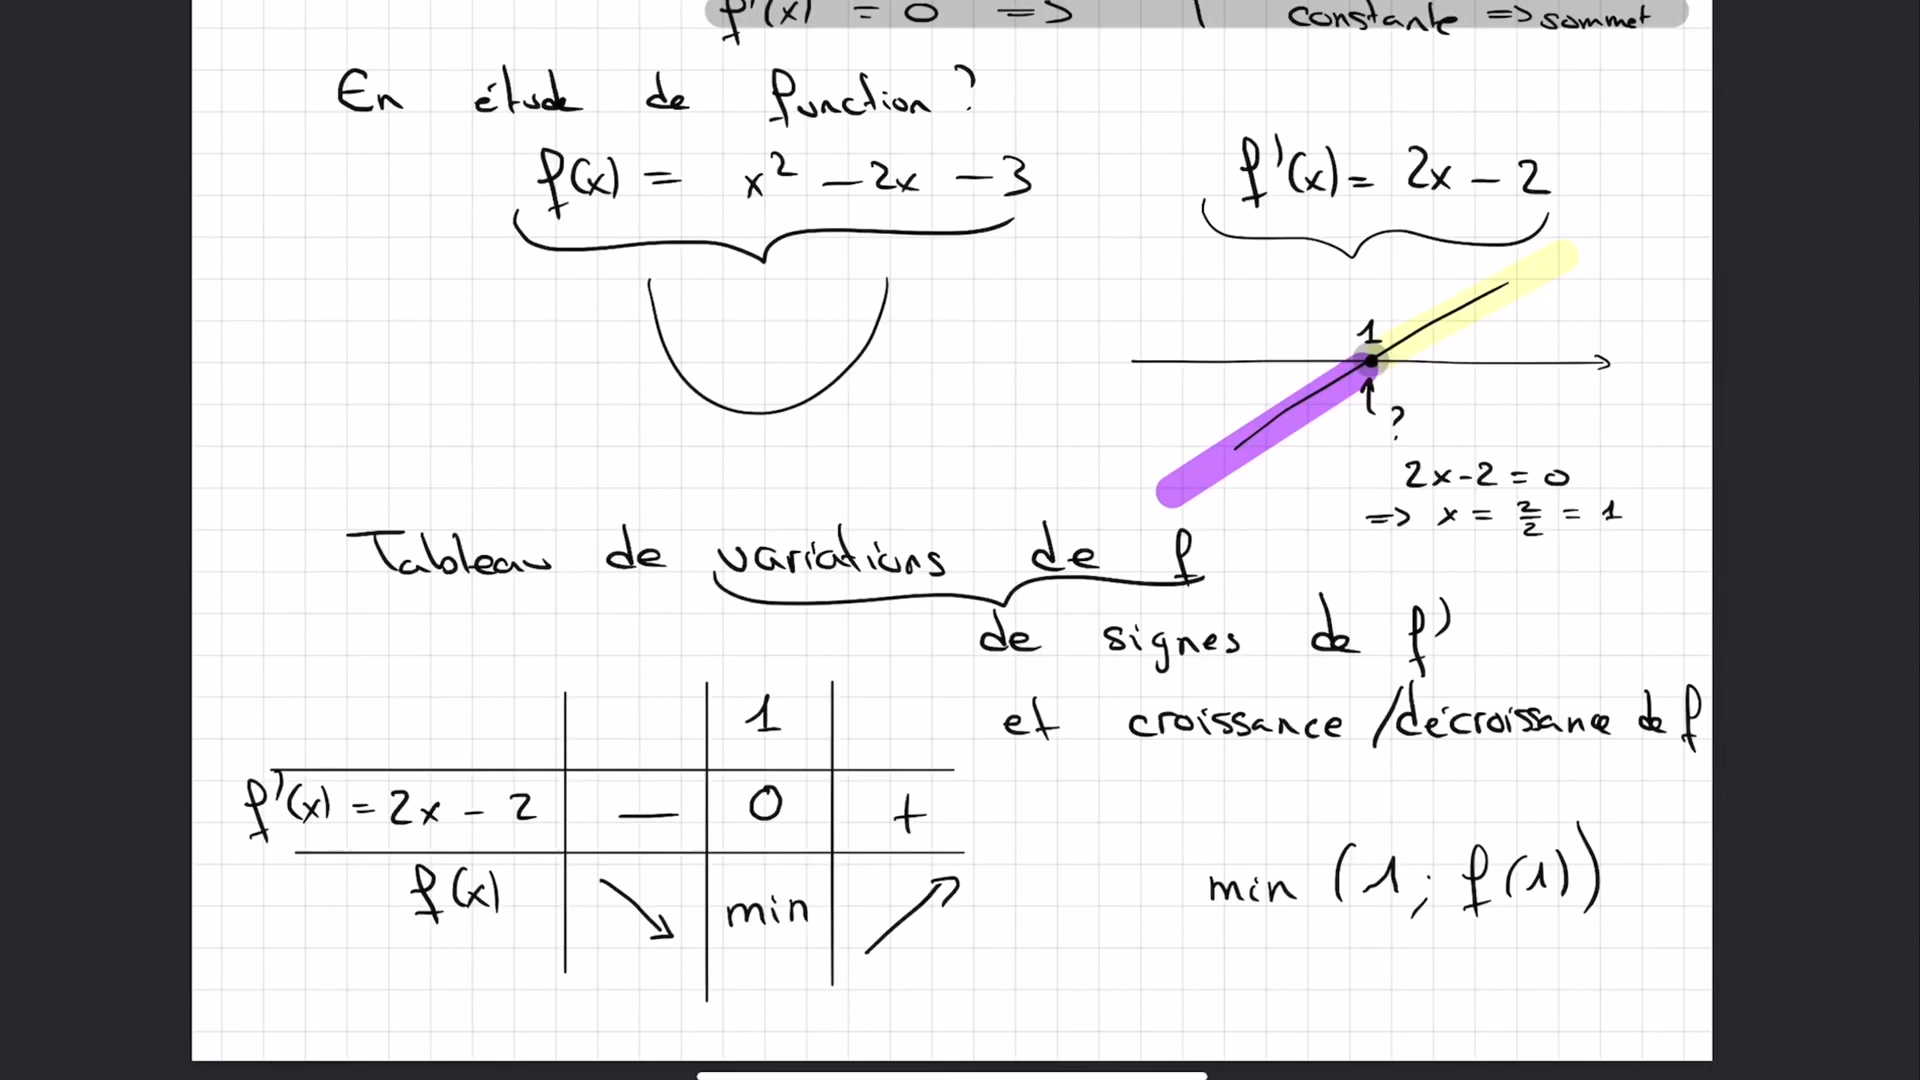 f'(x) = 0 => f constante => sommet
En étude de function?
f(x) = x² - 2x - 3
f'(x) = 2x - 2
1
?
2x-2 = 0
=> x = 2/2 = 1
Tableau de variations de f
de signes de f'
et croissance /décroissance de f
1
f'(x) = 2x - 2 — 0 +
f(x) ↘ min ↗
min (1; f(1))